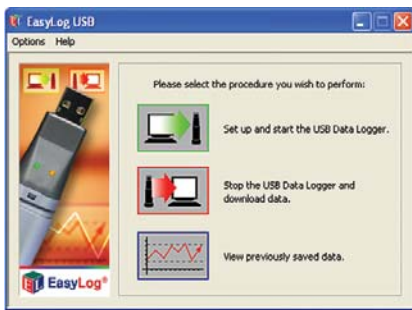 EasyLog USB
Options Help
Please select the procedure you wish to perform:
Set up and start the USB Data Logger.
Stop the USB Data Logger and
download data.
View previously saved data.
EasyLog®